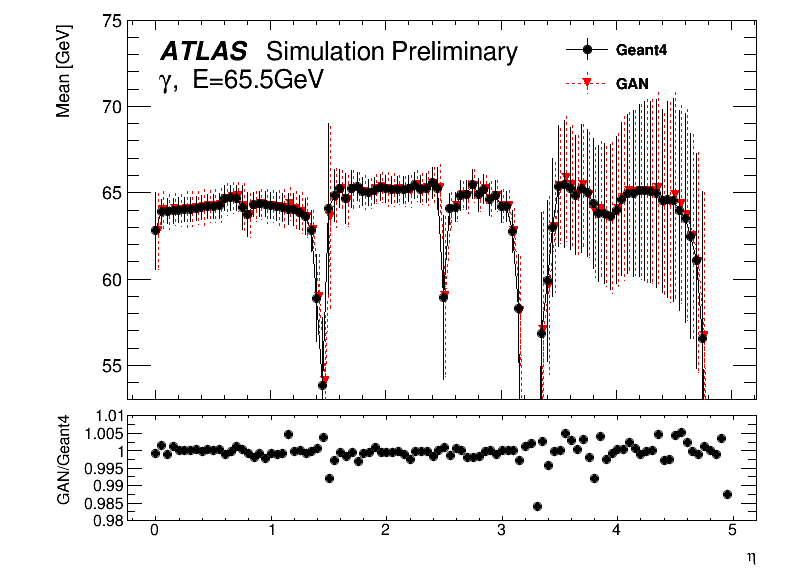 ATLAS Simulation Preliminary
γ, E=65.5GeV
Geant4
GAN
Mean [GeV]
75
70
65
60
55
GAN/Geant4
1.01
1.005
1
0.995
0.99
0.985
0.98
0 1 2 3 4 5
η